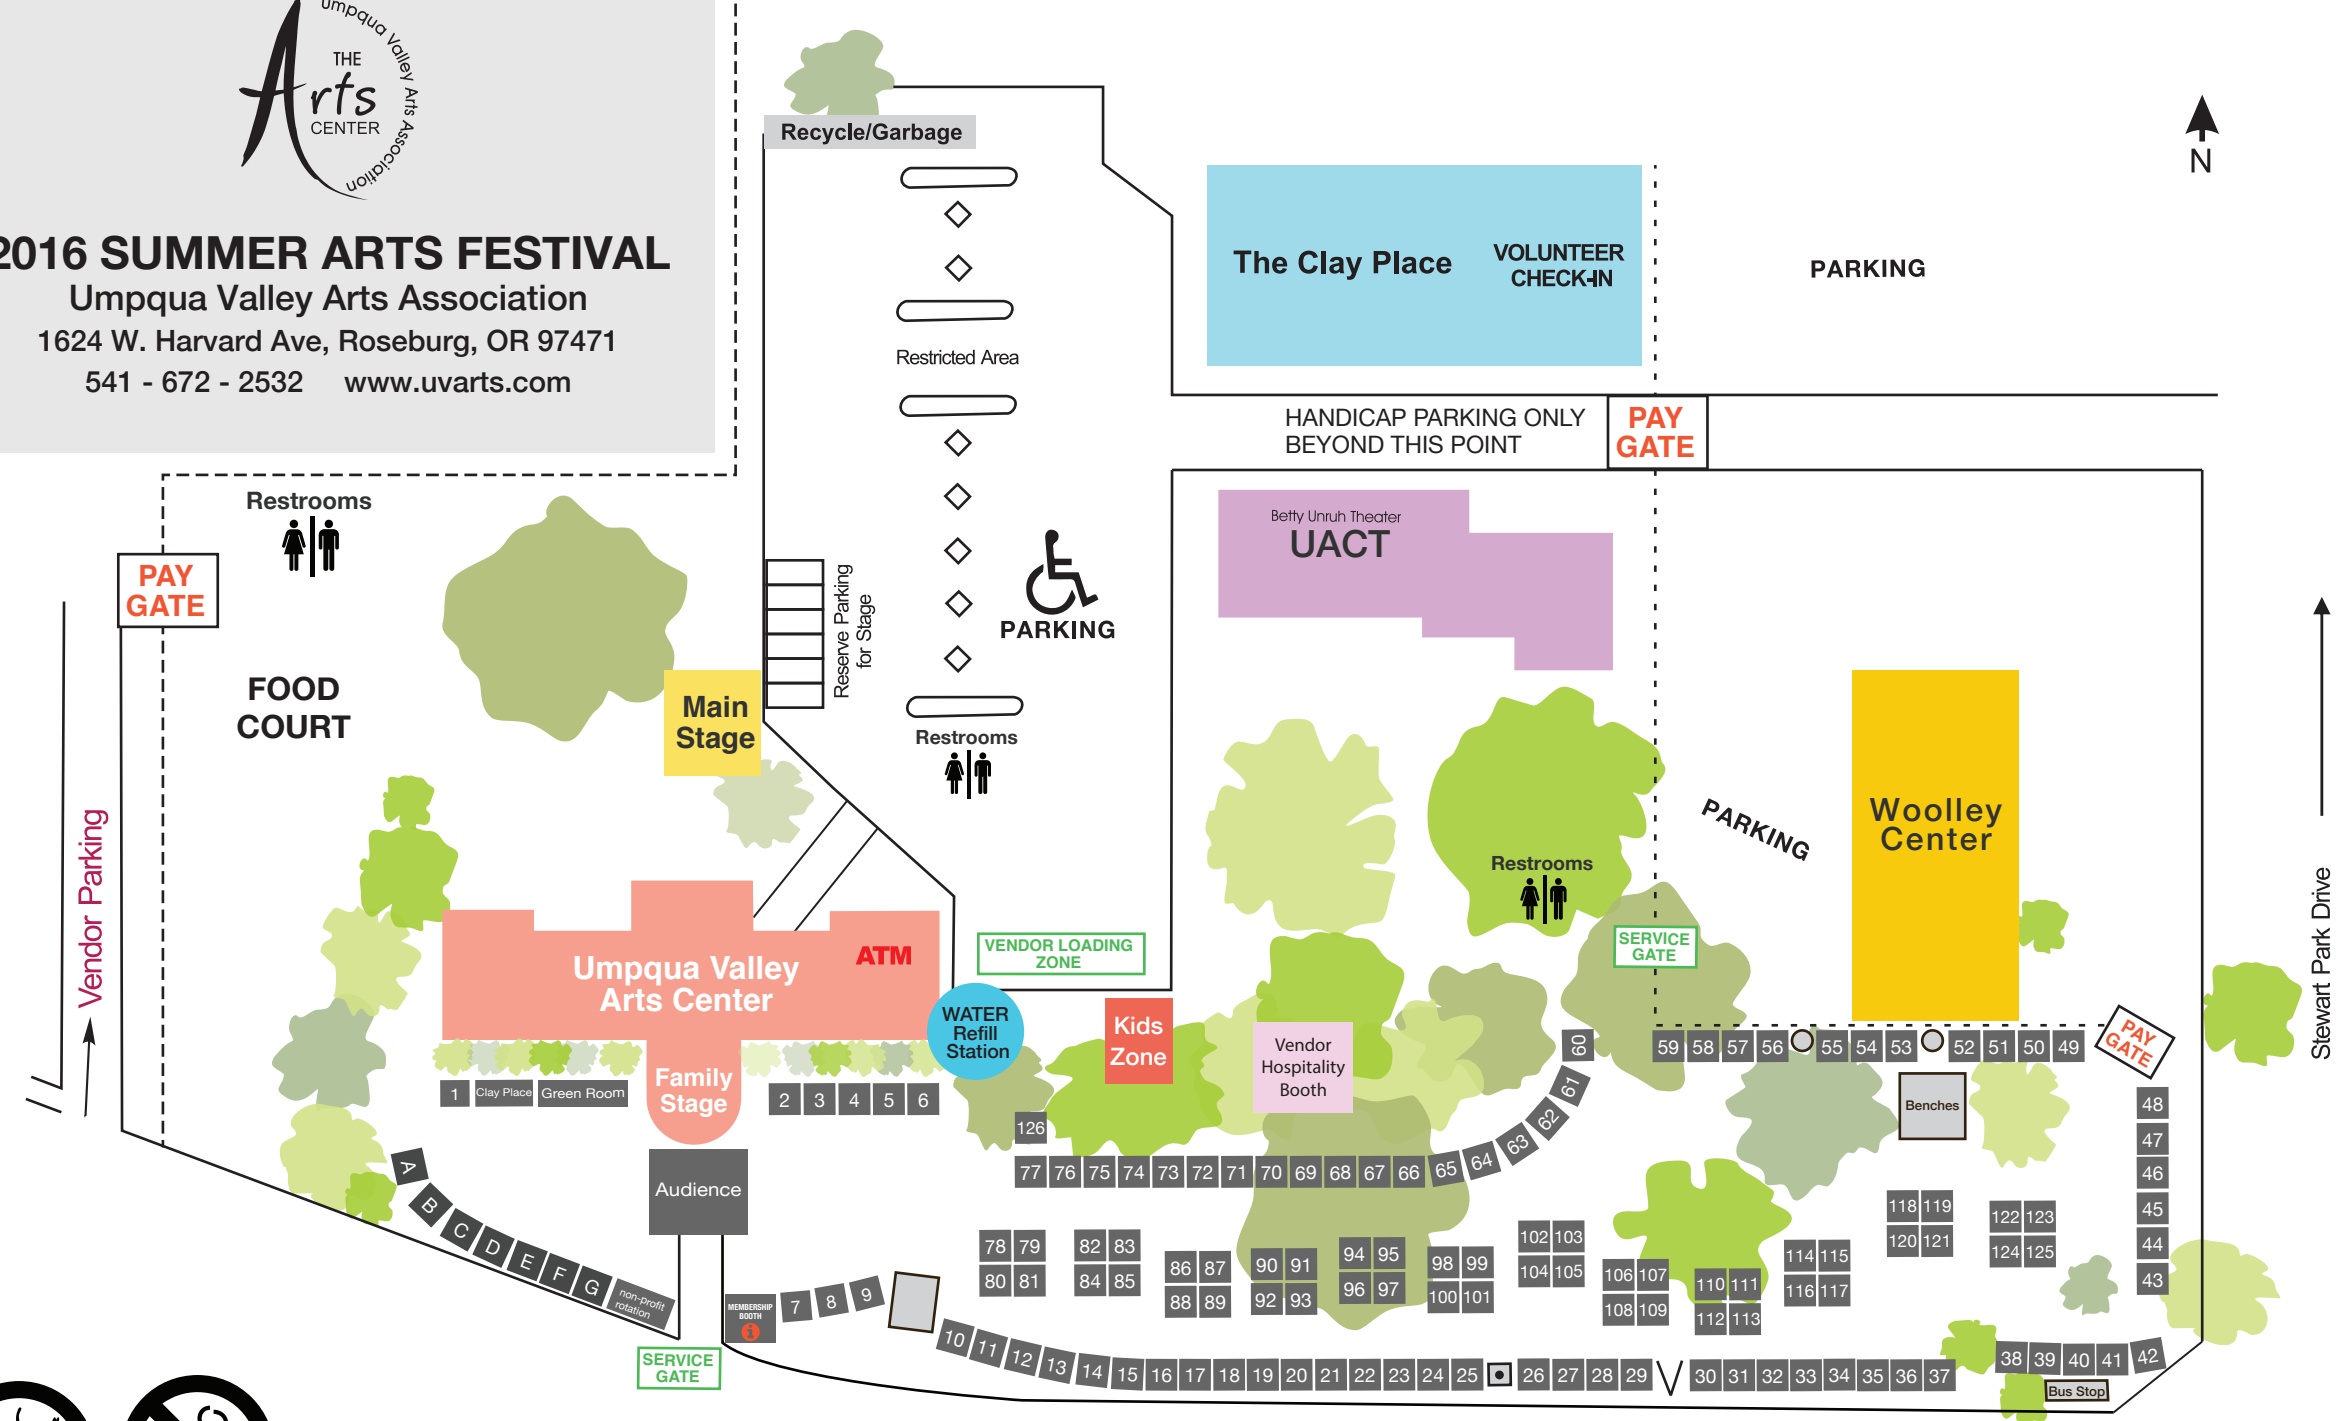 Umpqua Valley Arts Association
THE
Arts
CENTER
2016 SUMMER ARTS FESTIVAL
Umpqua Valley Arts Association
1624 W. Harvard Ave, Roseburg, OR 97471
541 - 672 - 2532 www.uvarts.com
Recycle/Garbage
Restricted Area
The Clay Place
VOLUNTEER
CHECK-IN
PARKING
N
HANDICAP PARKING ONLY
BEYOND THIS POINT
PAY
GATE
Restrooms
PAY
GATE
FOOD
COURT
Vendor Parking
Main
Stage
Reserve Parking
for Stage
PARKING
Restrooms
Betty Unruh Theater
UACT
Restrooms
PARKING
Woolley
Center
Stewart Park Drive
SERVICE
GATE
VENDOR LOADING
ZONE
Umpqua Valley
Arts Center
ATM
WATER
Refill
Station
Kids
Zone
Vendor
Hospitality
Booth
Family
Stage
1 Clay Place Green Room
2 3 4 5 6
60
61
62
63
64
65
59 58 57 56 55 54 53 52 51 50 49
PAY
GATE
Benches
48
47
46
45
44
43
126
77 76 75 74 73 72 71 70 69 68 67 66
Audience
A
B
C
D
E
F
G
non-profit
rotation
MEMBERSHIP
BOOTH
i
7 8 9
SERVICE
GATE
78 79
80 81
82 83
84 85
86 87
88 89
90 91
92 93
94 95
96 97
98 99
100 101
102 103
104 105
106 107
108 109
110 111
112 113
114 115
116 117
118 119
120 121
122 123
124 125
10 11 12 13 14 15 16 17 18 19 20 21 22 23 24 25 26 27 28 29 30 31 32 33 34 35 36 37
38 39 40 41 42
Bus Stop